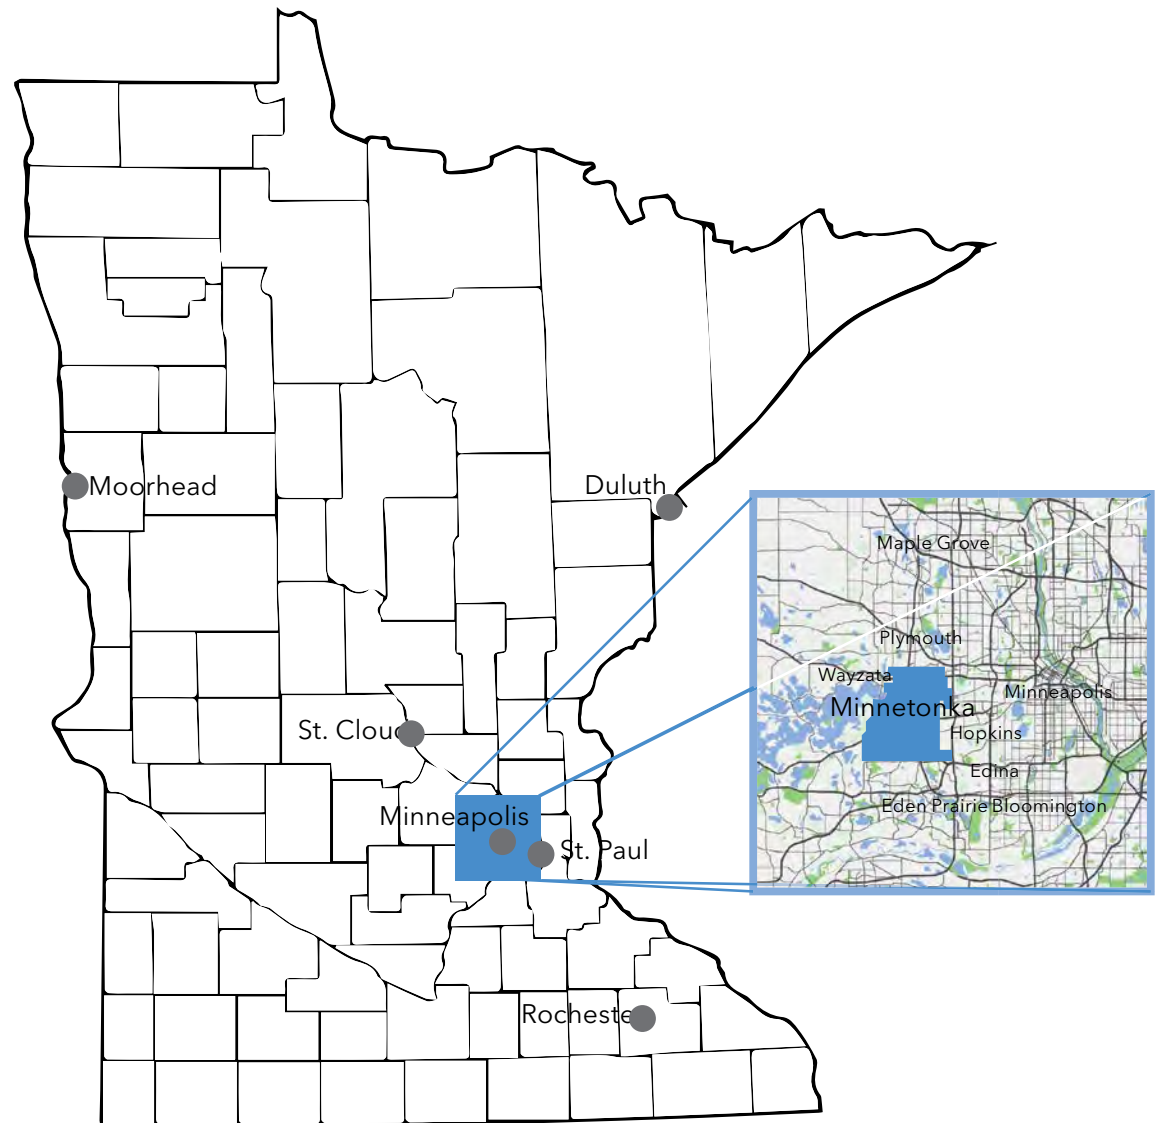 Moorhead
Duluth
St. Cloud
Minneapolis
St. Paul
Rochester
Maple Grove
Plymouth
Wayzata
Minneapolis
Minnetonka
Hopkins
Edina
Eden Prairie
Bloomington